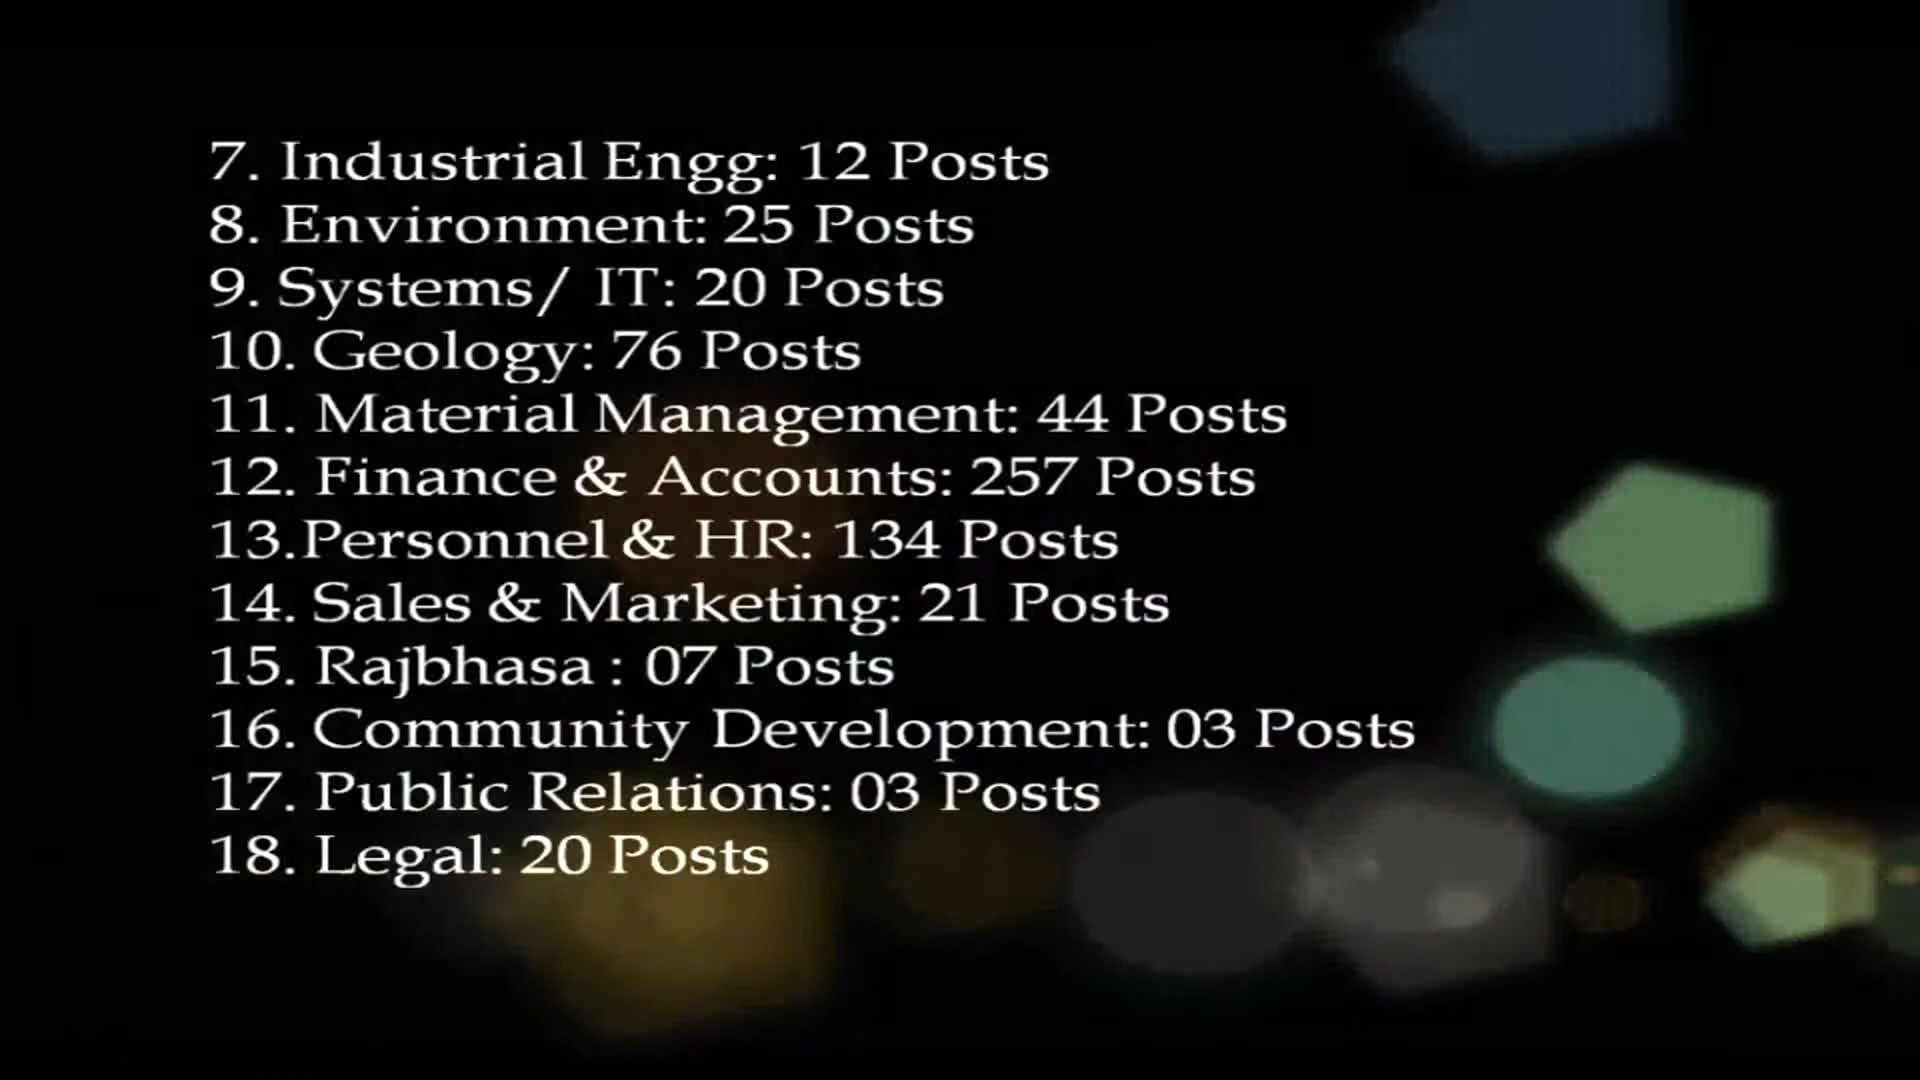 7. Industrial Engg: 12 Posts
8. Environment: 25 Posts
9. Systems/ IT: 20 Posts
10. Geology: 76 Posts
11. Material Management: 44 Posts
12. Finance & Accounts: 257 Posts
13.Personnel & HR: 134 Posts
14. Sales & Marketing: 21 Posts
15. Rajbhasa : 07 Posts
16. Community Development: 03 Posts
17. Public Relations: 03 Posts
18. Legal: 20 Posts